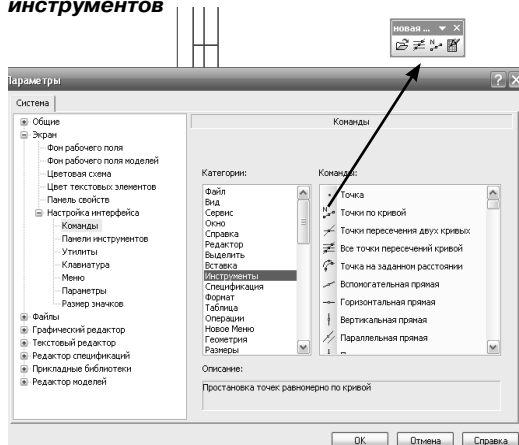 инструментов
новая ...
Параметры
Система
Общие
Экран
Фон рабочего поля
Фон рабочего поля моделей
Цветовая схема
Цвет текстовых элементов
Панель свойств
Настройка интерфейса
Команды
Панели инструментов
Утилиты
Клавиатура
Меню
Параметры
Размер значков
Файлы
Графический редактор
Текстовый редактор
Редактор спецификаций
Прикладные библиотеки
Редактор моделей
Команды
Категории:
Файл
Вид
Сервис
Окно
Справка
Редактор
Выделить
Вставка
Инструменты
Спецификация
Формат
Таблица
Операции
Новое Меню
Геометрия
Размеры
Команды:
Точка
Точки по кривой
Точки пересечения двух кривых
Все точки пересечений кривой
Точка на заданном расстоянии
Вспомогательная прямая
Горизонтальная прямая
Вертикальная прямая
Параллельная прямая
Описание:
Простановка точек равномерно по кривой
OK
Отмена
Справка